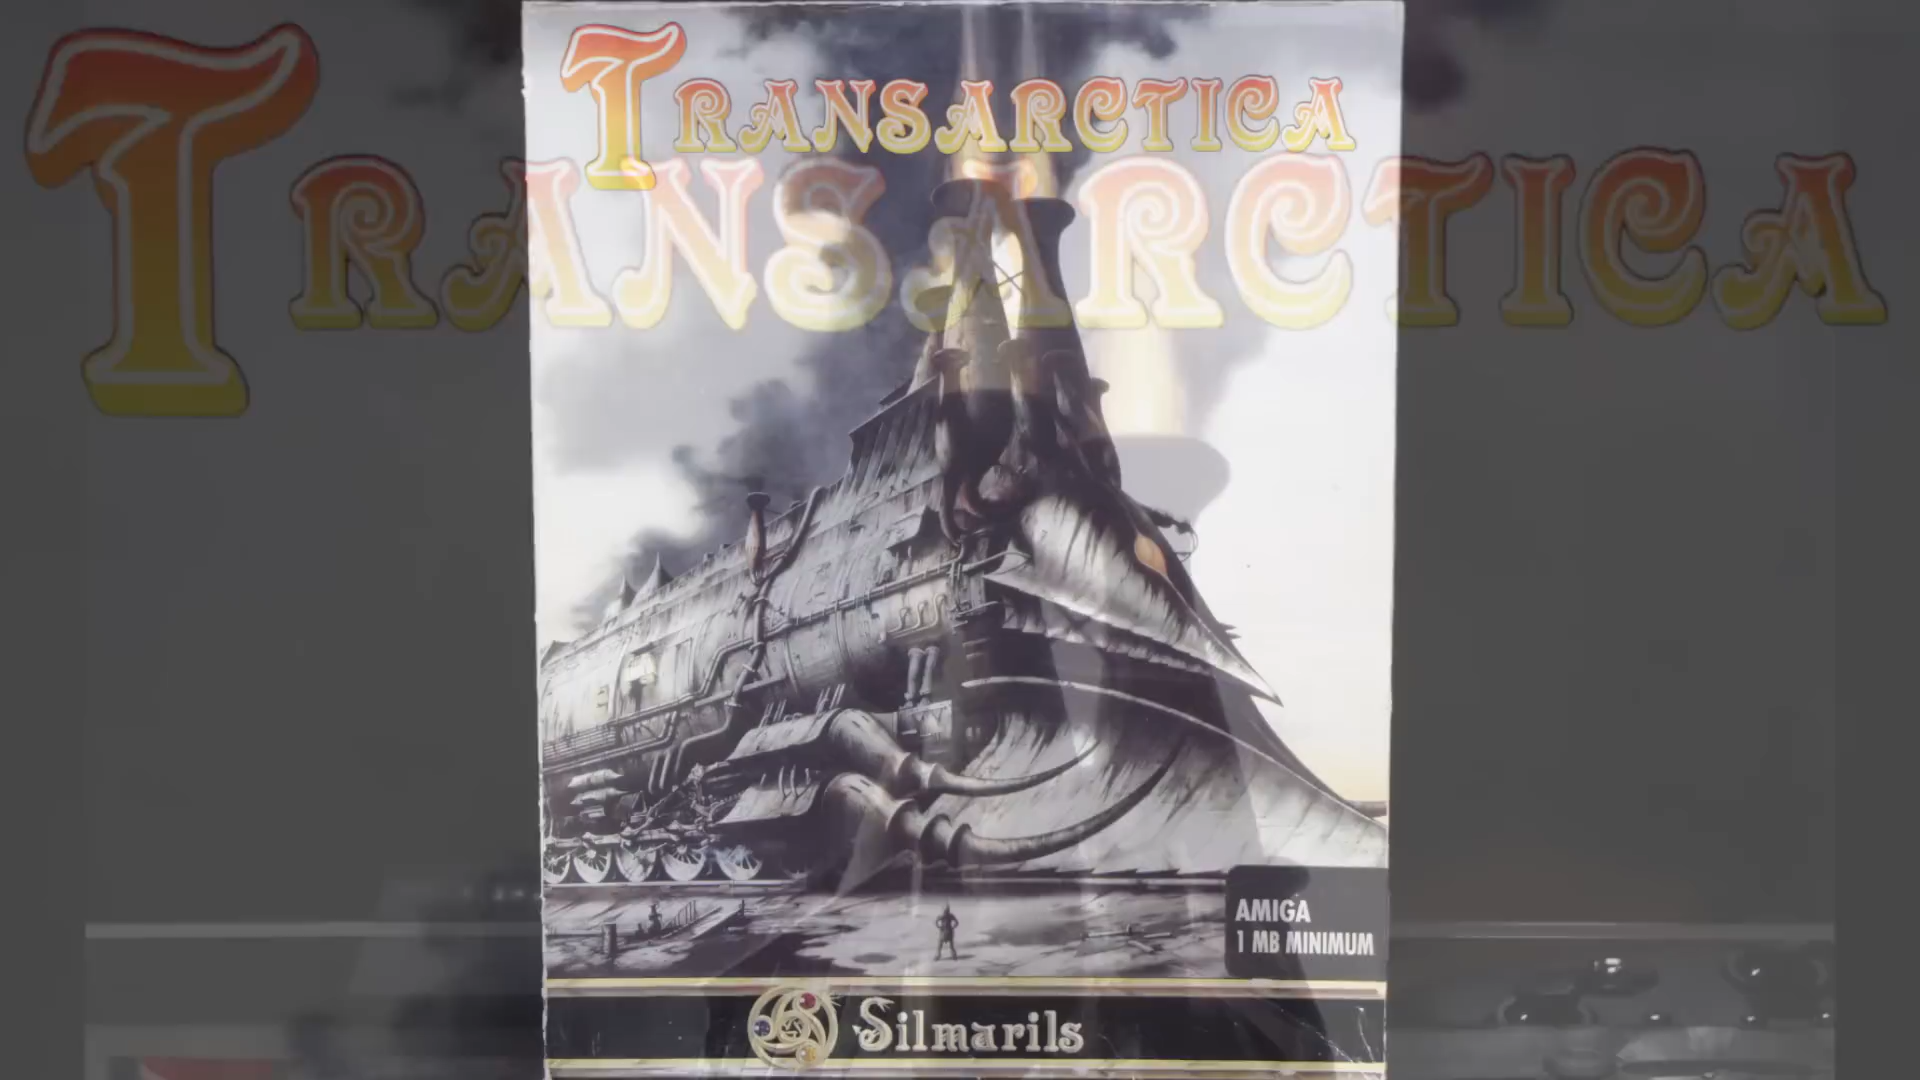 TRANSARCTICA
TRANSARCTICA
AMIGA
1 MB MINIMUM
Silmarils